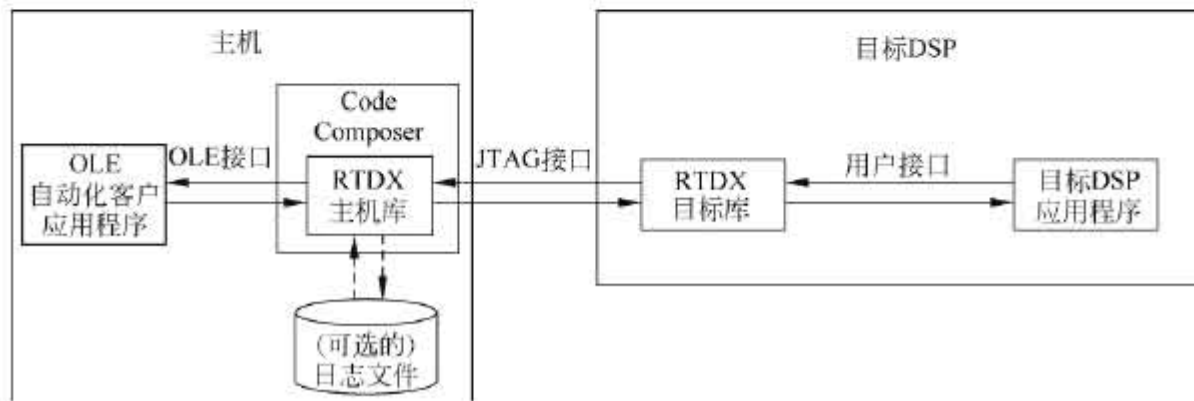 主机
目标DSP
Code
Composer
OLE
自动化客户
应用程序
OLE接口
RTDX
主机库
JTAG接口
RTDX
目标库
用户接口
目标DSP
应用程序
(可选的)
日志文件